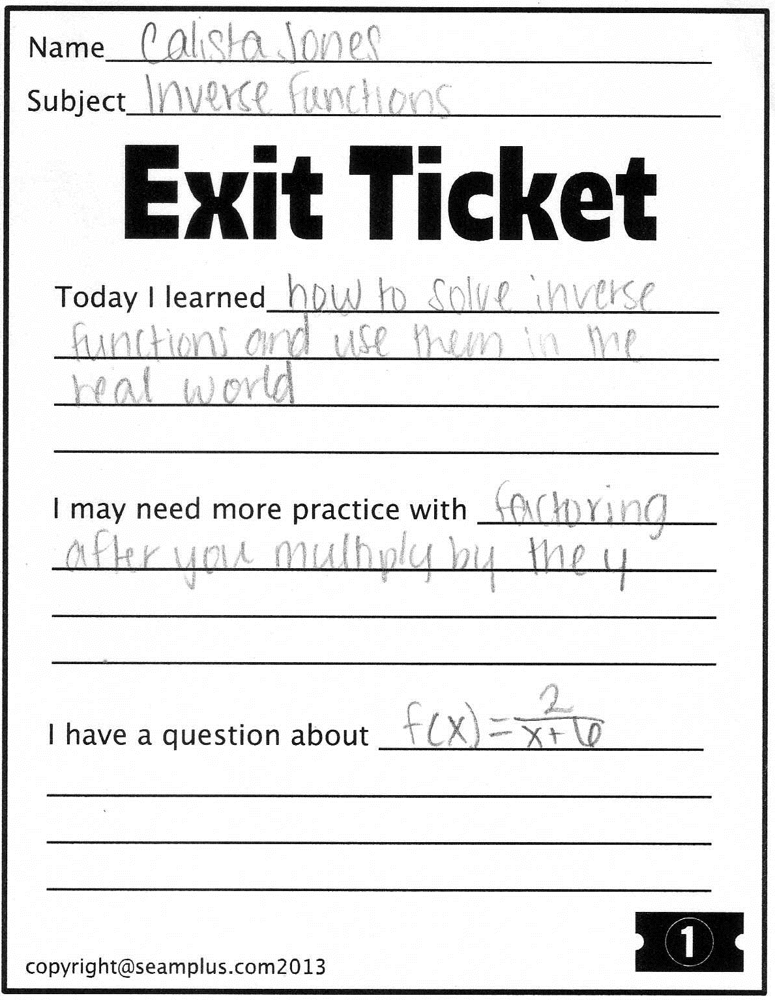 Name Calista Jones
Subject Inverse functions
Exit Ticket
Today I learned how to solve inverse
functions and use them in the
real world
I may need more practice with factoring
after you multiply by the y
I have a question about f(x)=2/(x+6)
1
copyright@seamplus.com2013